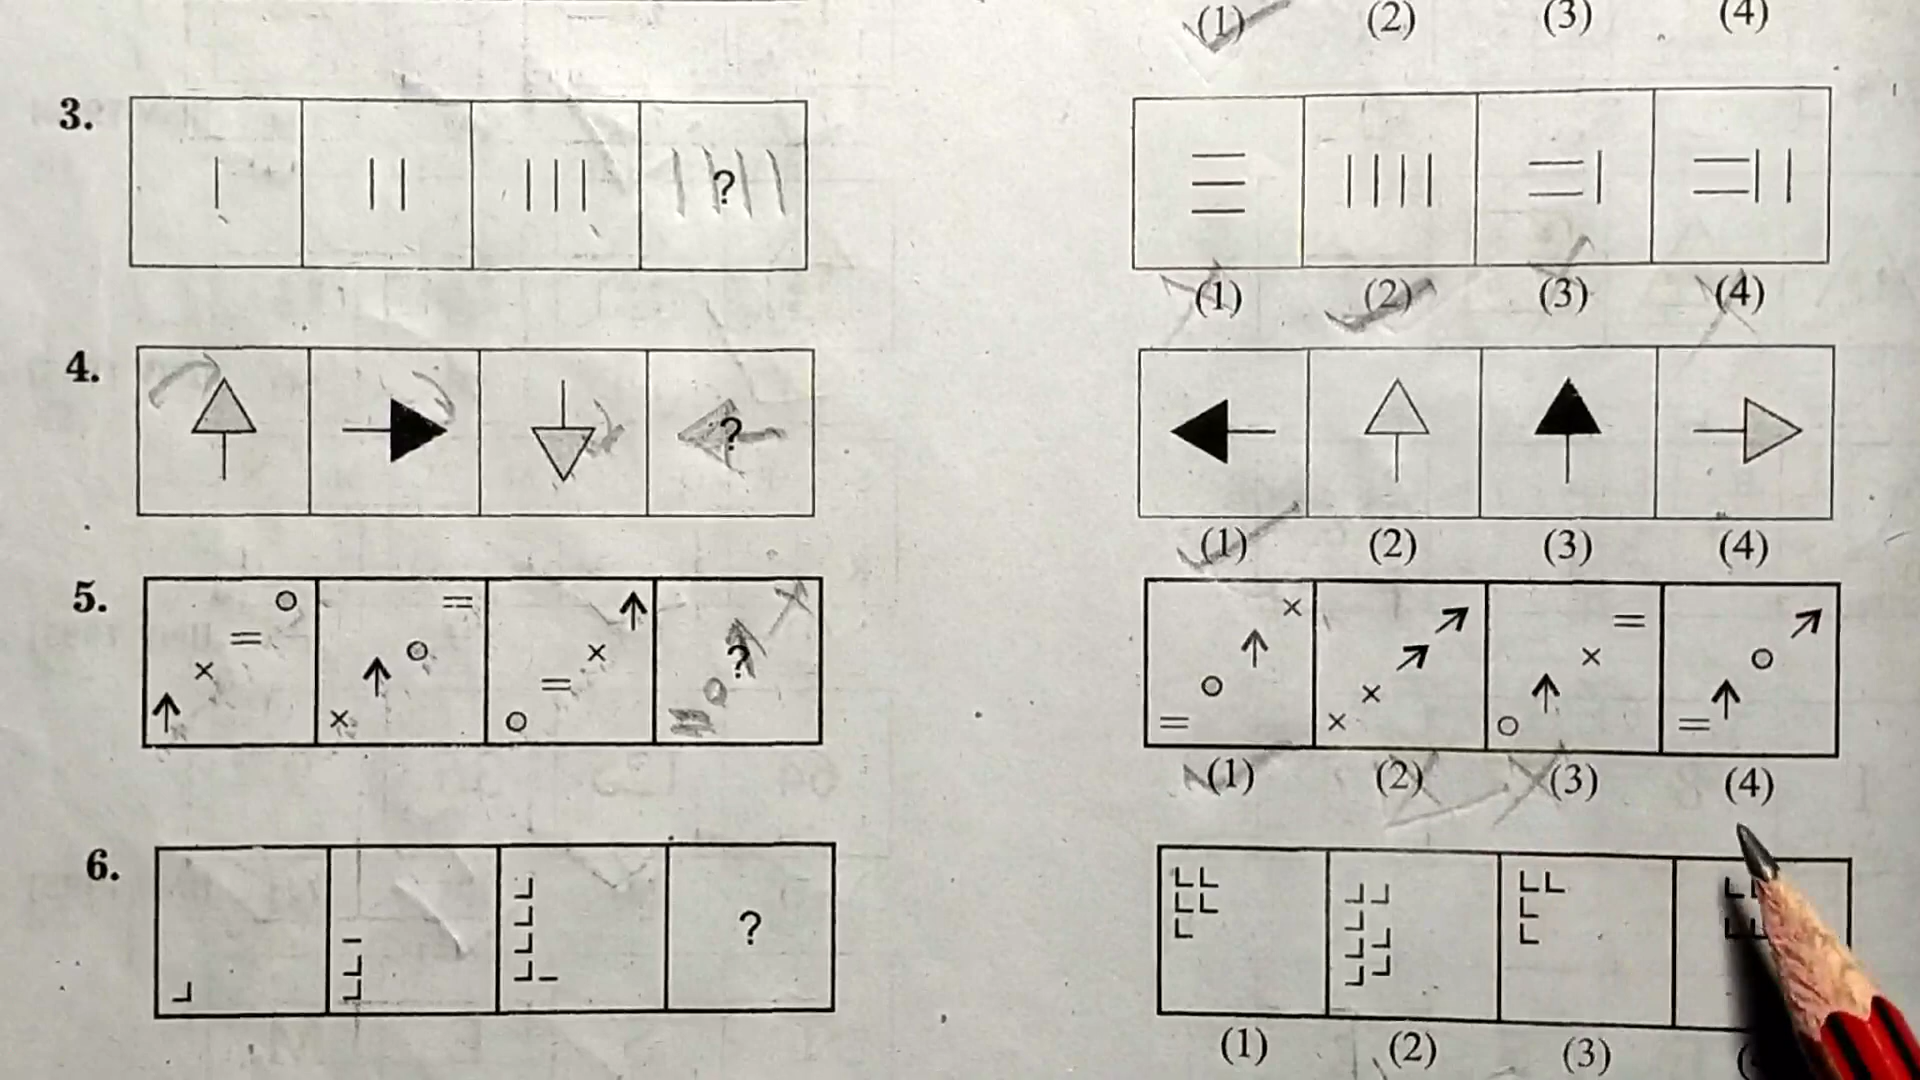 (1) (2) (3) (4)
3. ?
(1) (2) (3) (4)
4. ?
(1) (2) (3) (4)
5. ?
(1) (2) (3) (4)
6. ?
(1) (2) (3)